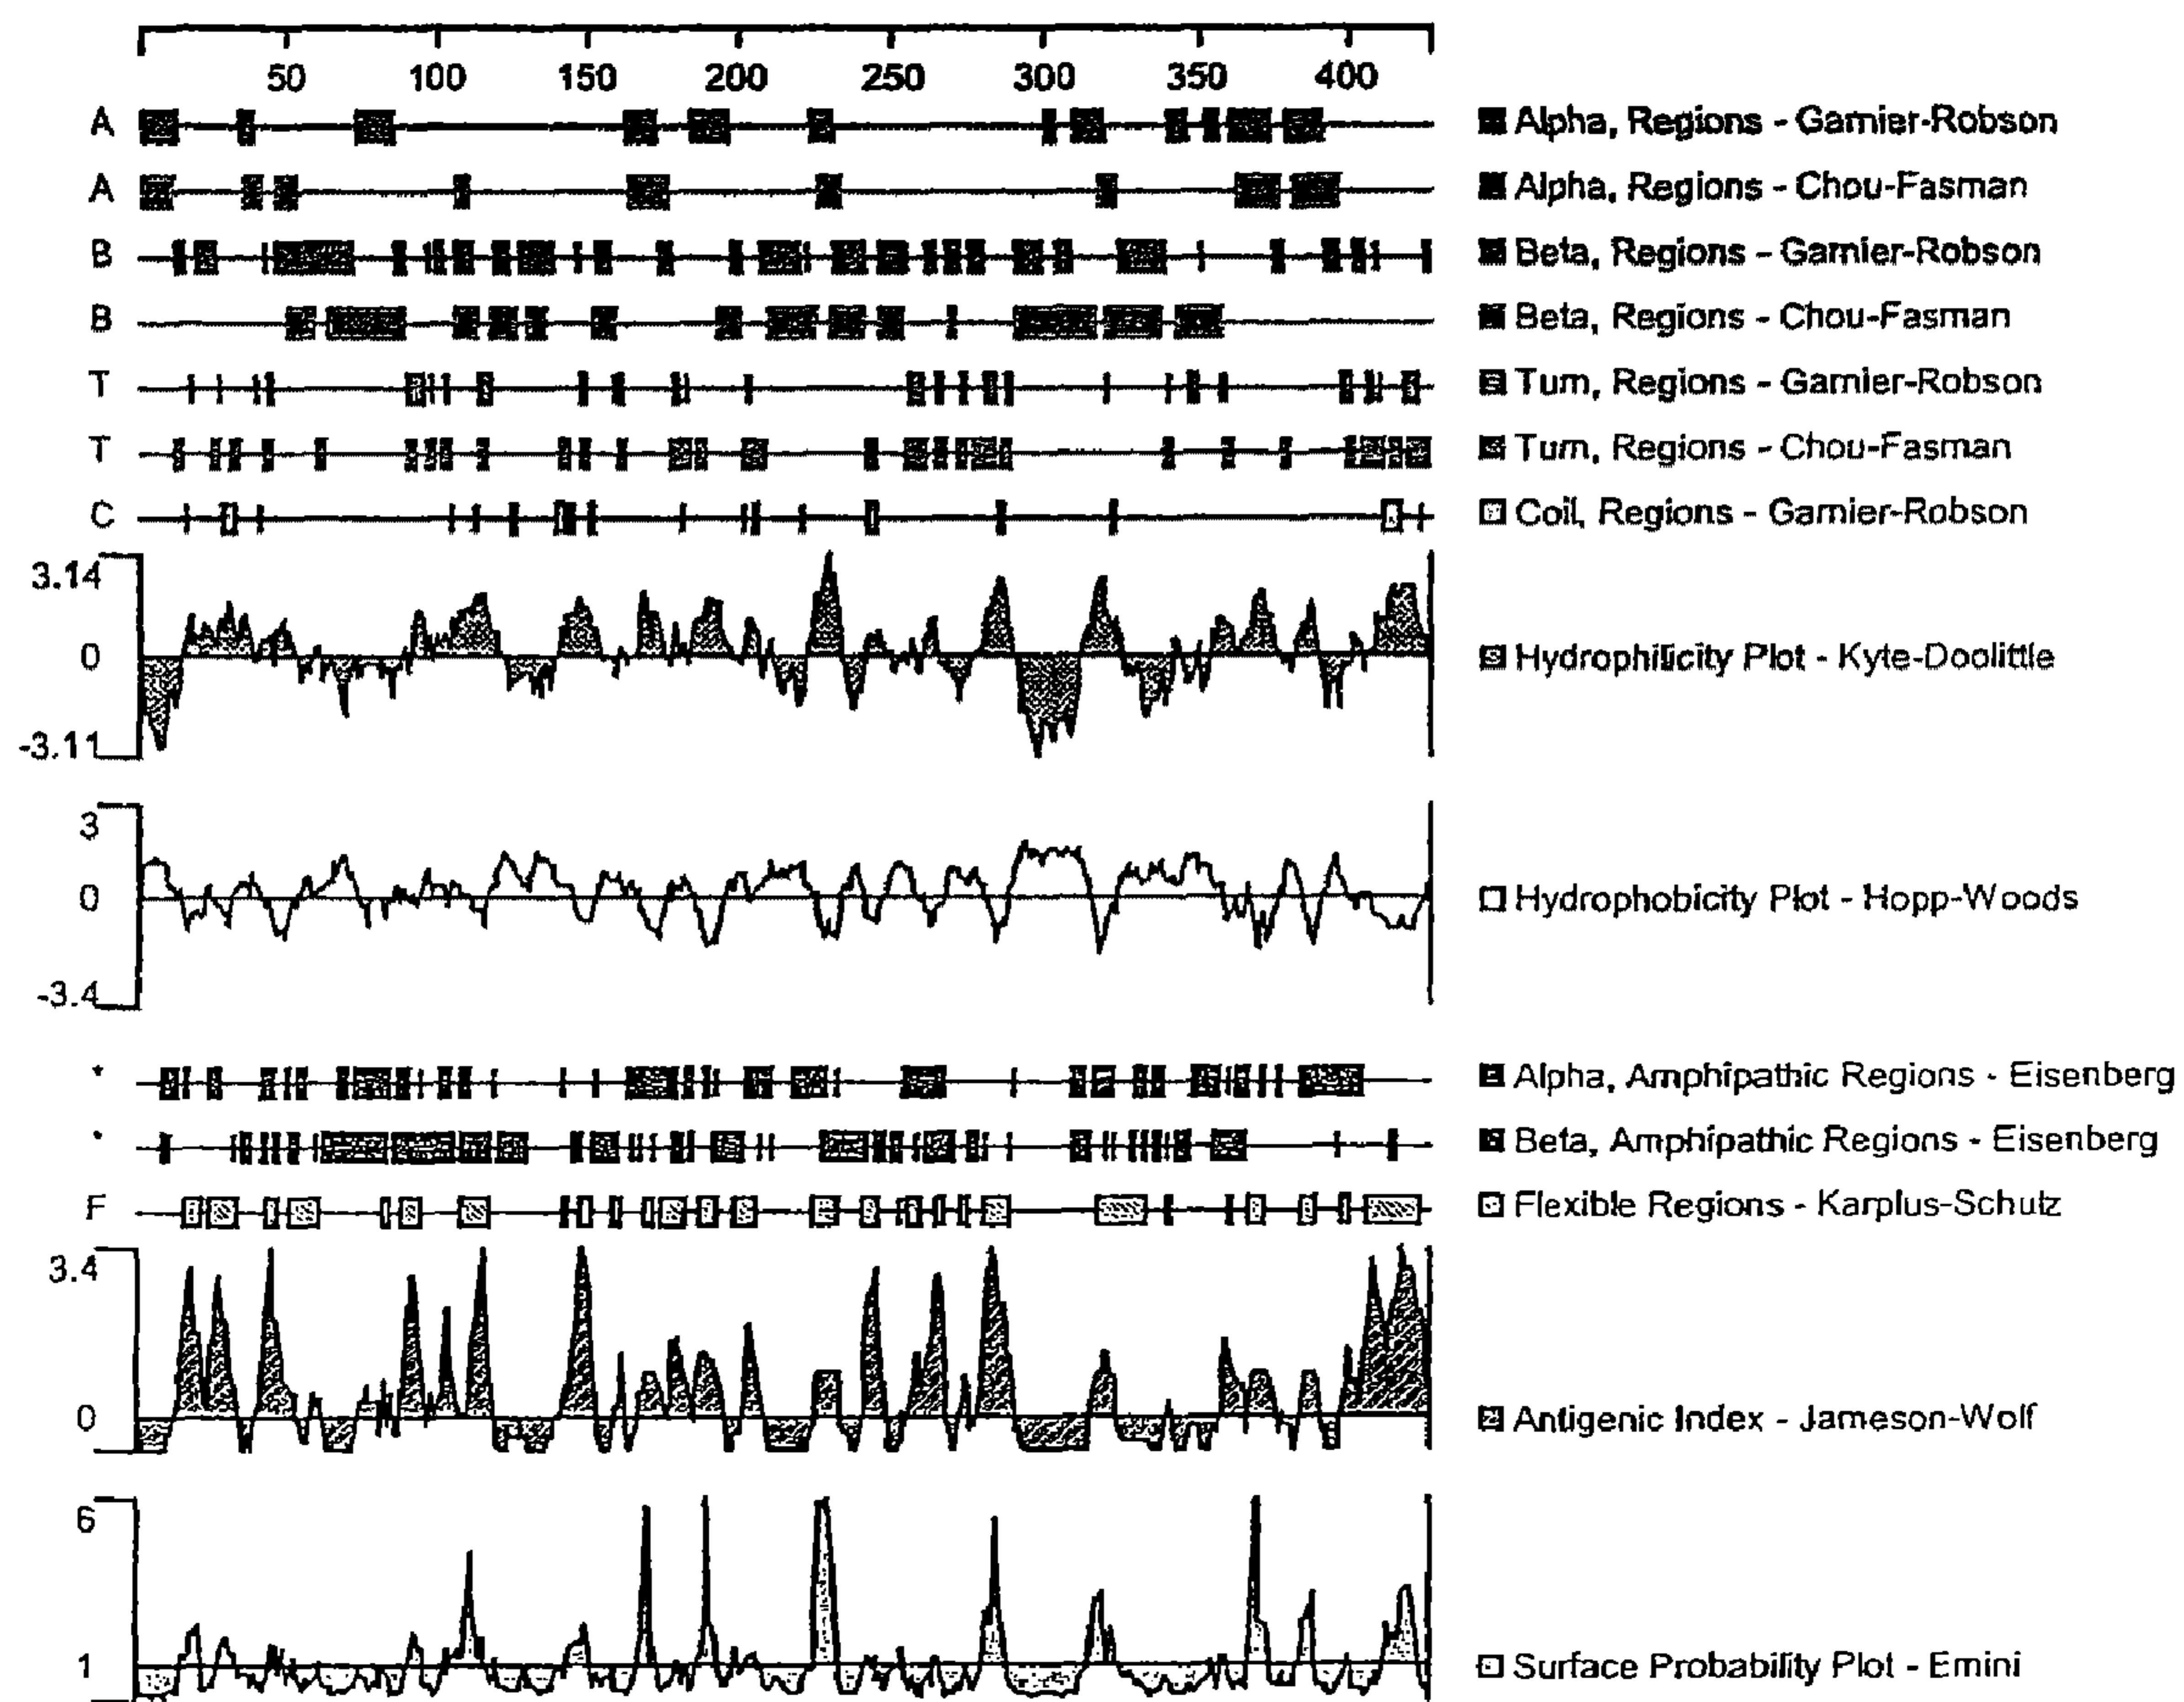 50 100 150 200 250 300 350 400
A Alpha, Regions - Garnier-Robson
A Alpha, Regions - Chou-Fasman
B Beta, Regions - Garnier-Robson
B Beta, Regions - Chou-Fasman
T Turn, Regions - Garnier-Robson
T Turn, Regions - Chou-Fasman
C Coil, Regions - Garnier-Robson
3.14
0 Hydrophilicity Plot - Kyte-Doolittle
-3.11
3
0 Hydrophobicity Plot - Hopp-Woods
-3.4
* Alpha, Amphipathic Regions - Eisenberg
* Beta, Amphipathic Regions - Eisenberg
F Flexible Regions - Karplus-Schulz
3.4
0 Antigenic Index - Jameson-Wolf
6
1 Surface Probability Plot - Emini